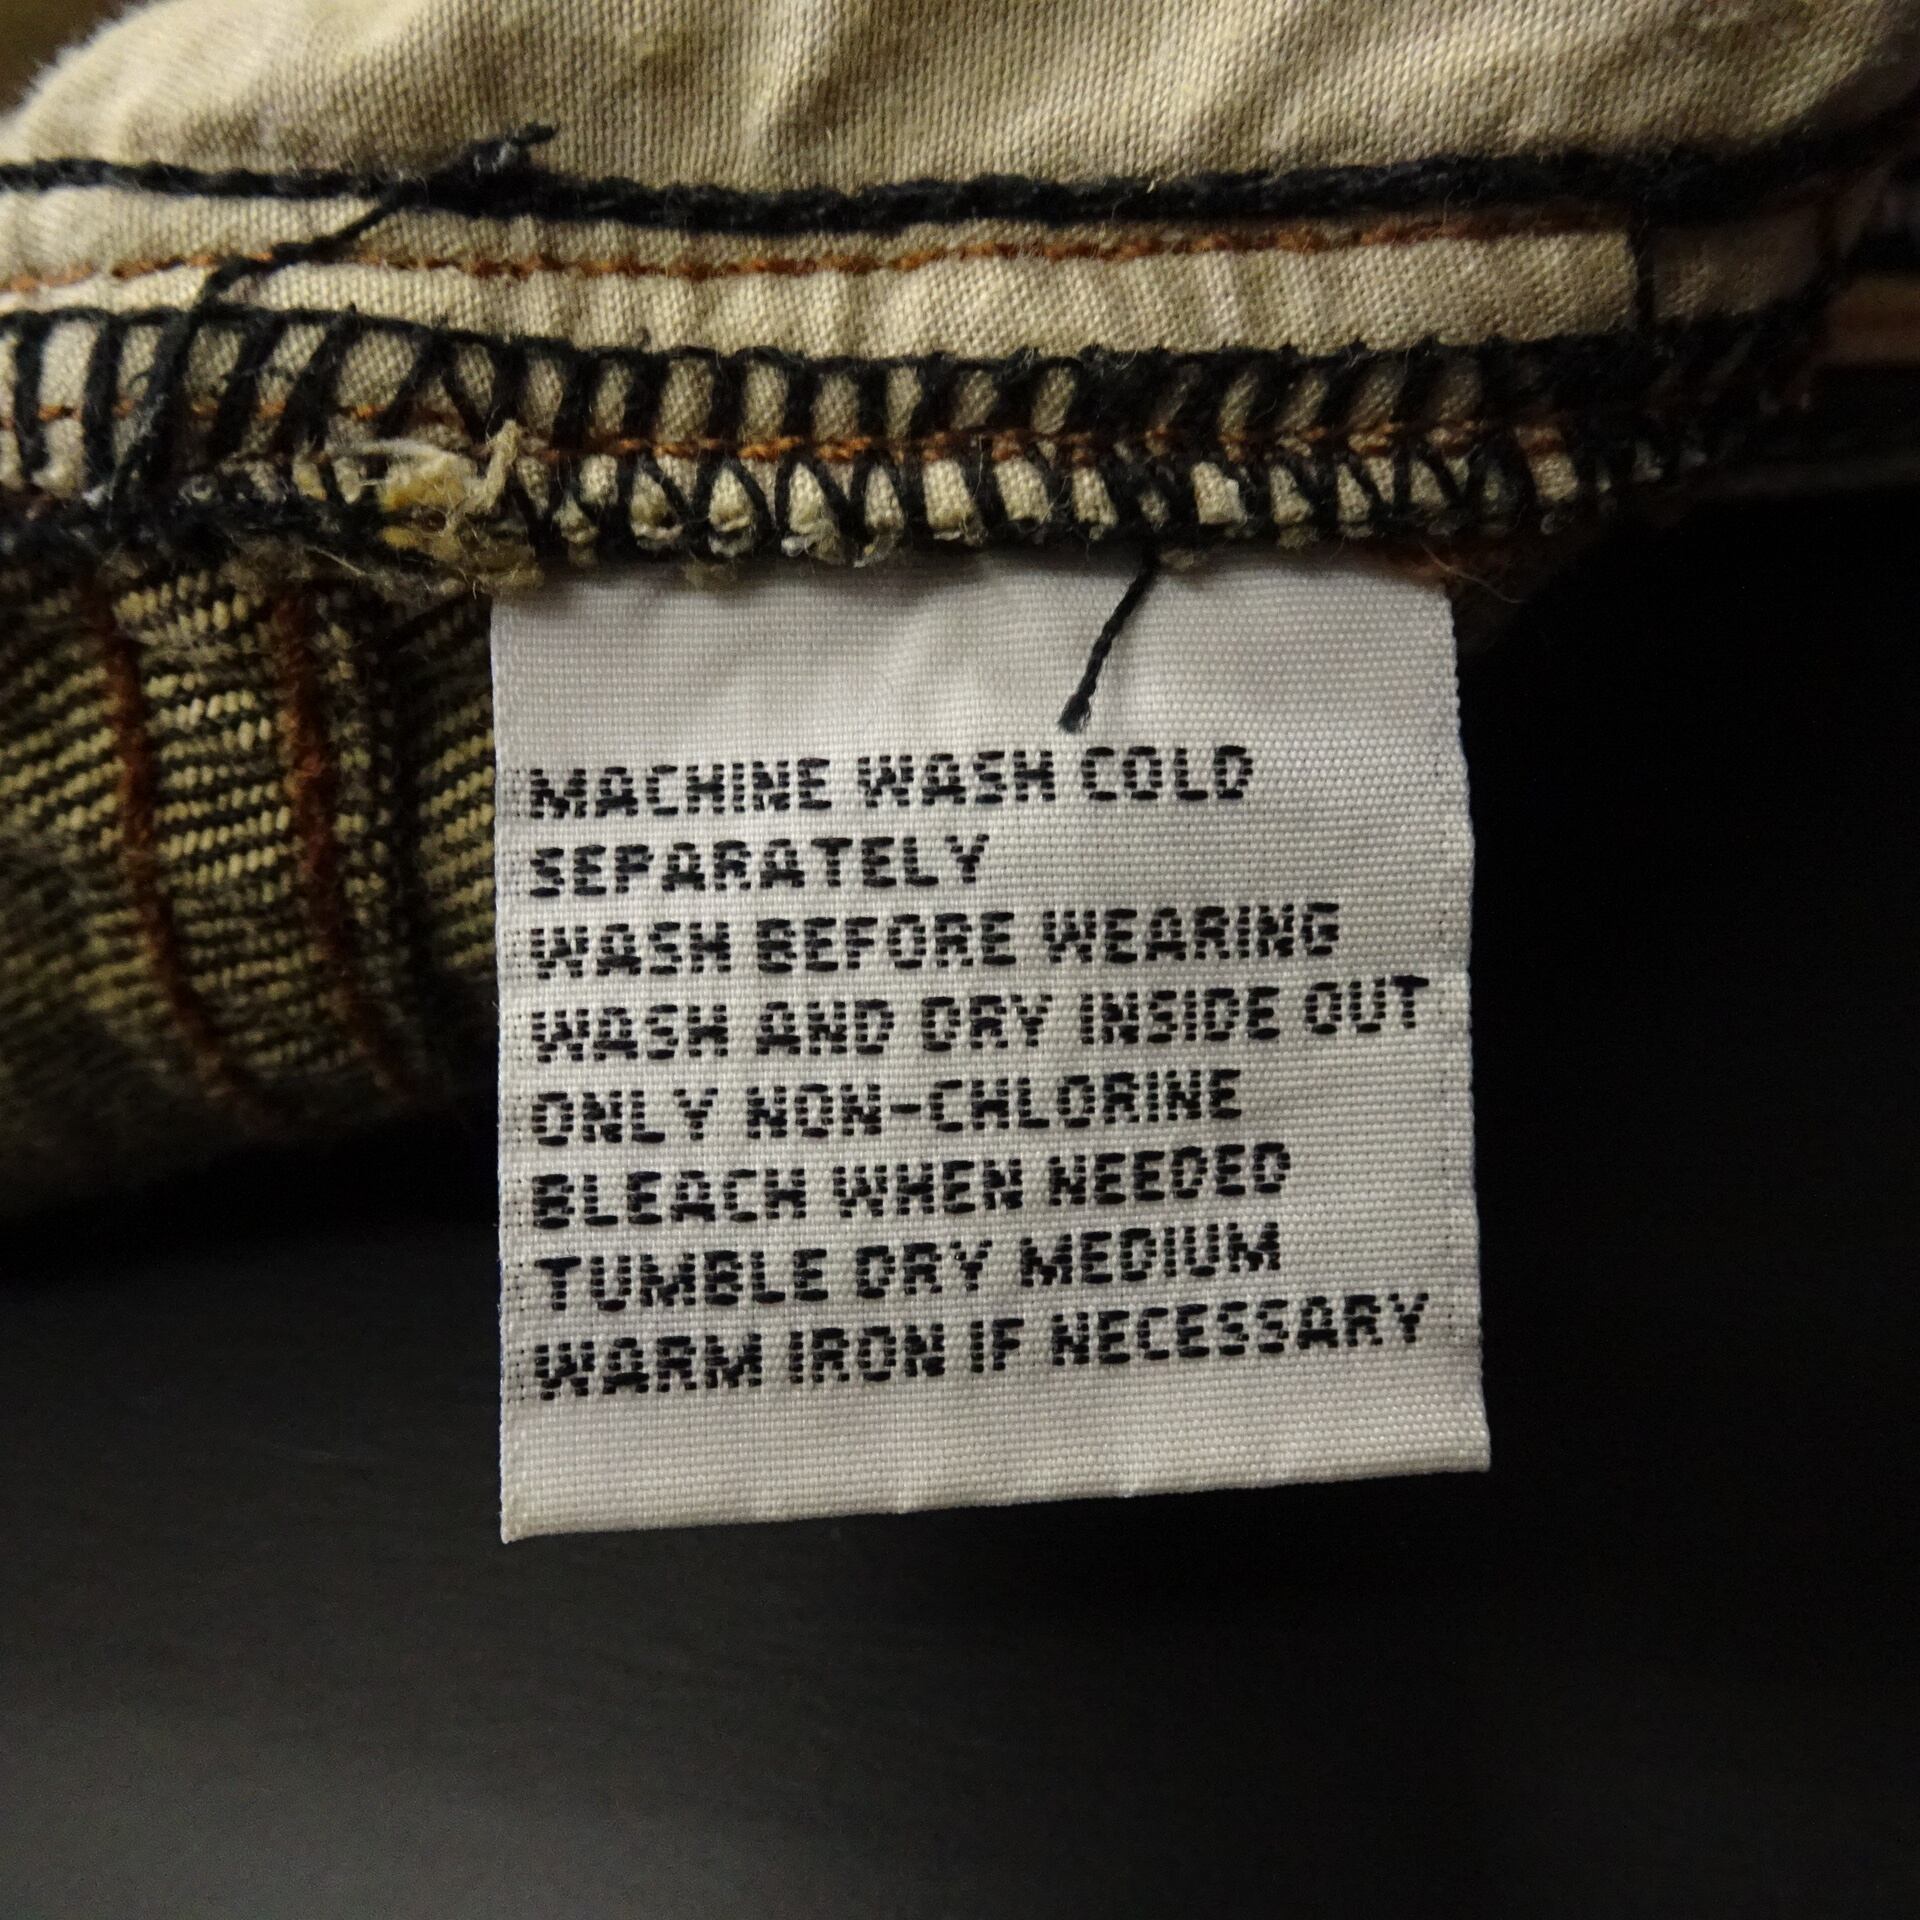 MACHINE WASH COLD
SEPARATELY
WASH BEFORE WEARING
WASH AND DRY INSIDE OUT
ONLY NON-CHLORINE
BLEACH WHEN NEEDED
TUMBLE DRY MEDIUM
WARM IRON IF NECESSARY